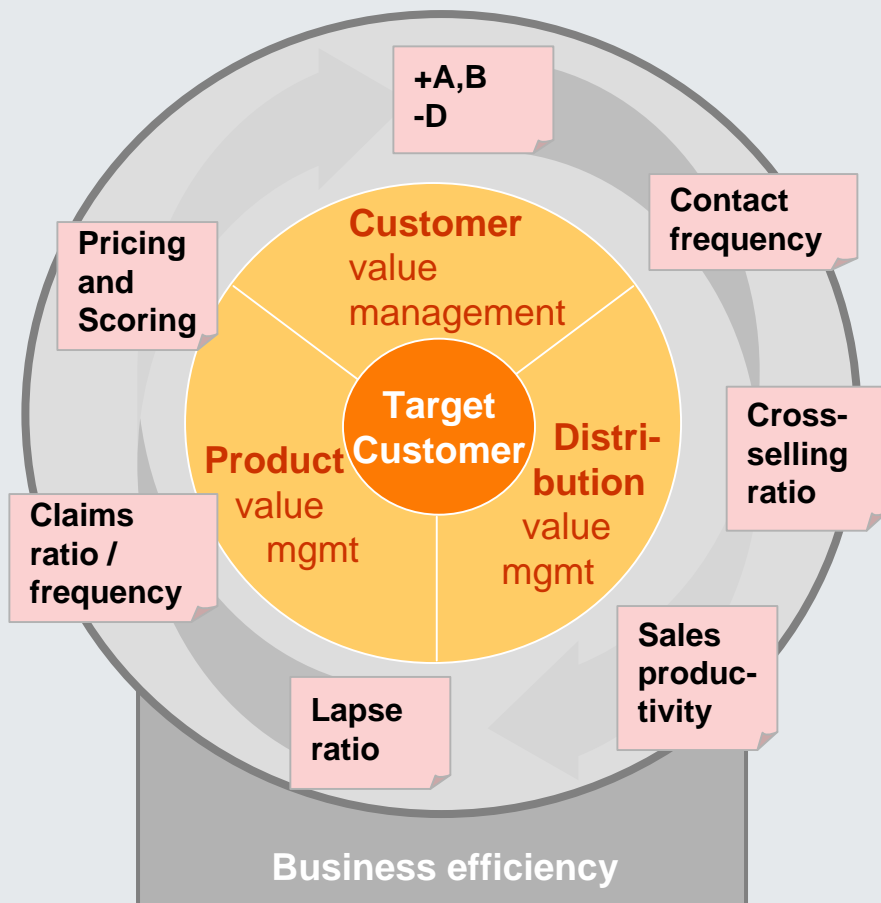 +A,B
-D
Contact
frequency
Pricing
and
Scoring
Customer
value
management
Target
Customer
Cross-
selling
ratio
Product
value
mgmt
Distri-
bution
value
mgmt
Claims
ratio /
frequency
Sales
produc-
tivity
Lapse
ratio
Business efficiency